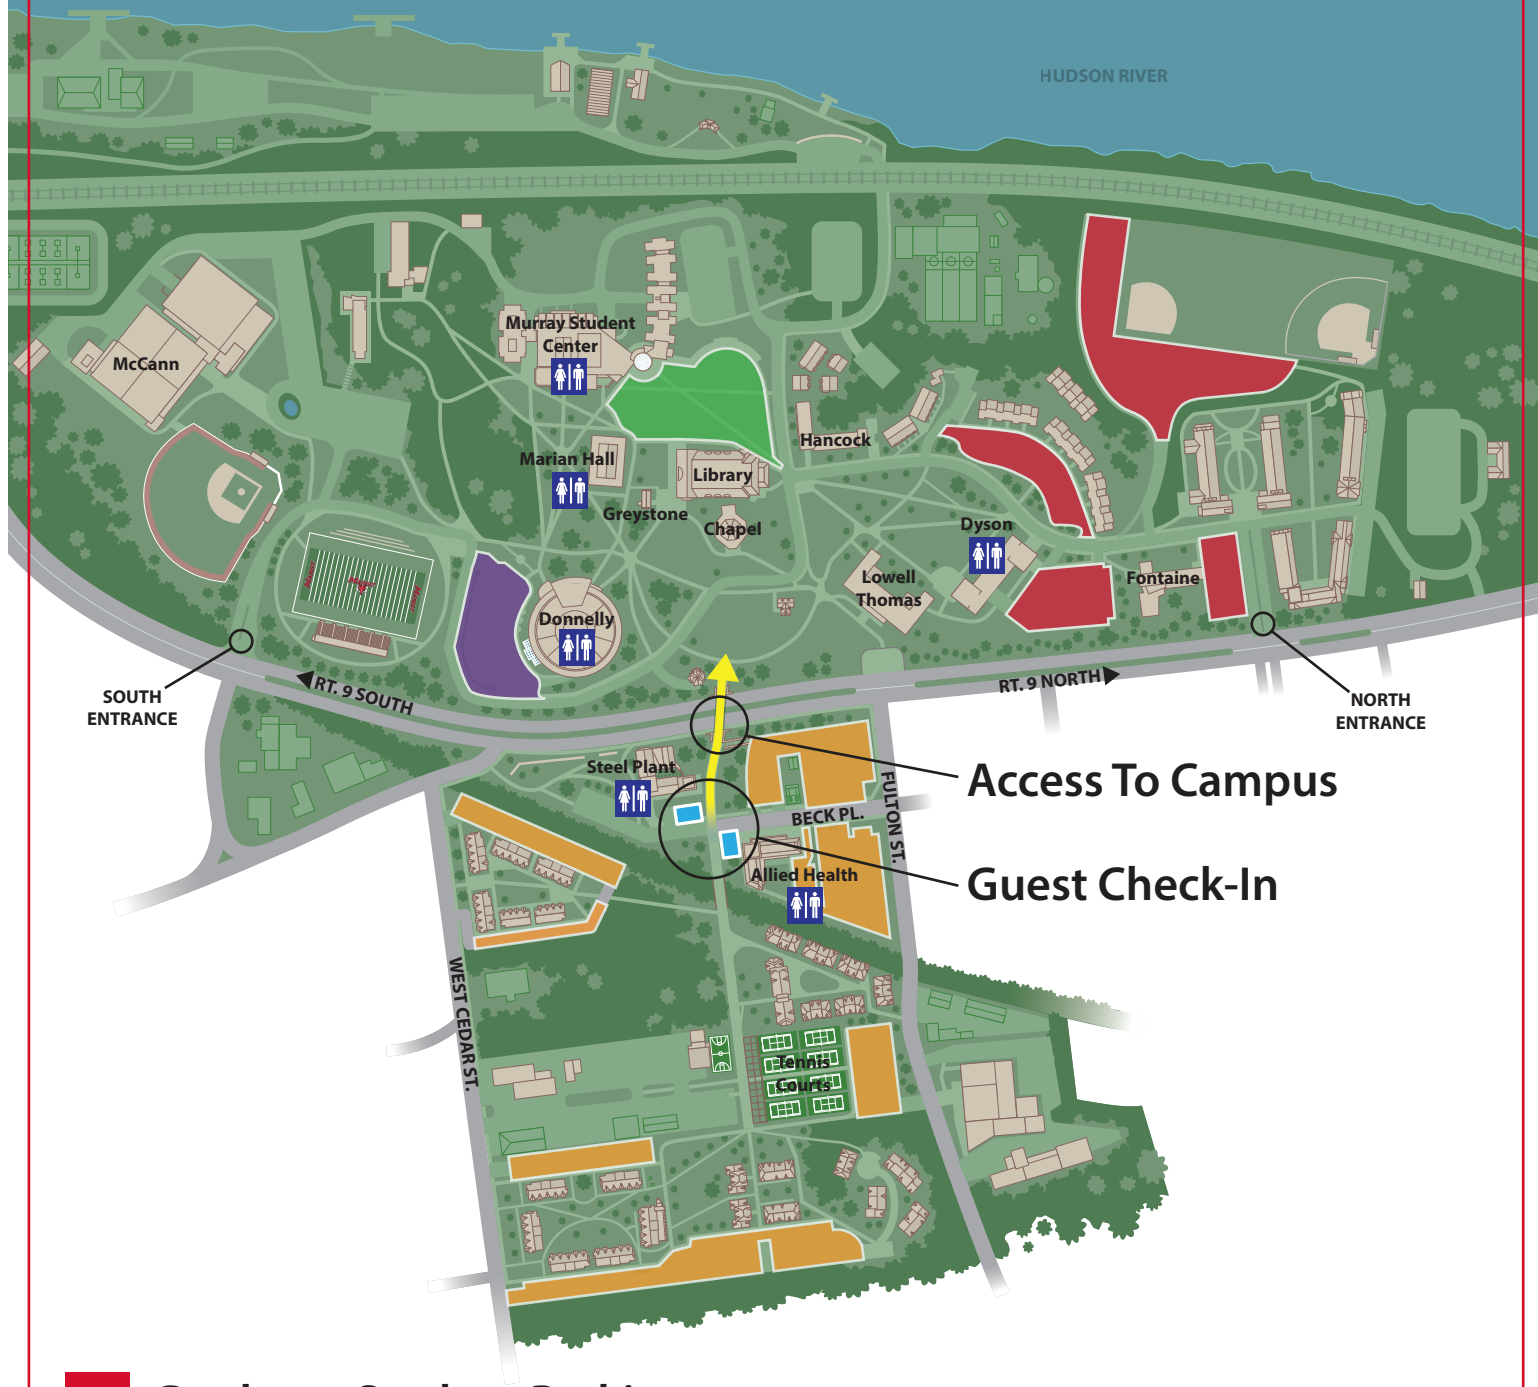 HUDSON RIVER
Murray Student
Center
McCann
Hancock
Marian Hall
Library
Greystone
Chapel
Dyson
Lowell
Thomas
Fontaine
Donnelly
SOUTH
ENTRANCE
RT. 9 SOUTH
RT. 9 NORTH
NORTH
ENTRANCE
Steel Plant
Access To Campus
FULTON ST.
BECK PL.
Allied Health
Guest Check-In
WEST CEDAR ST.
Tennis
Courts